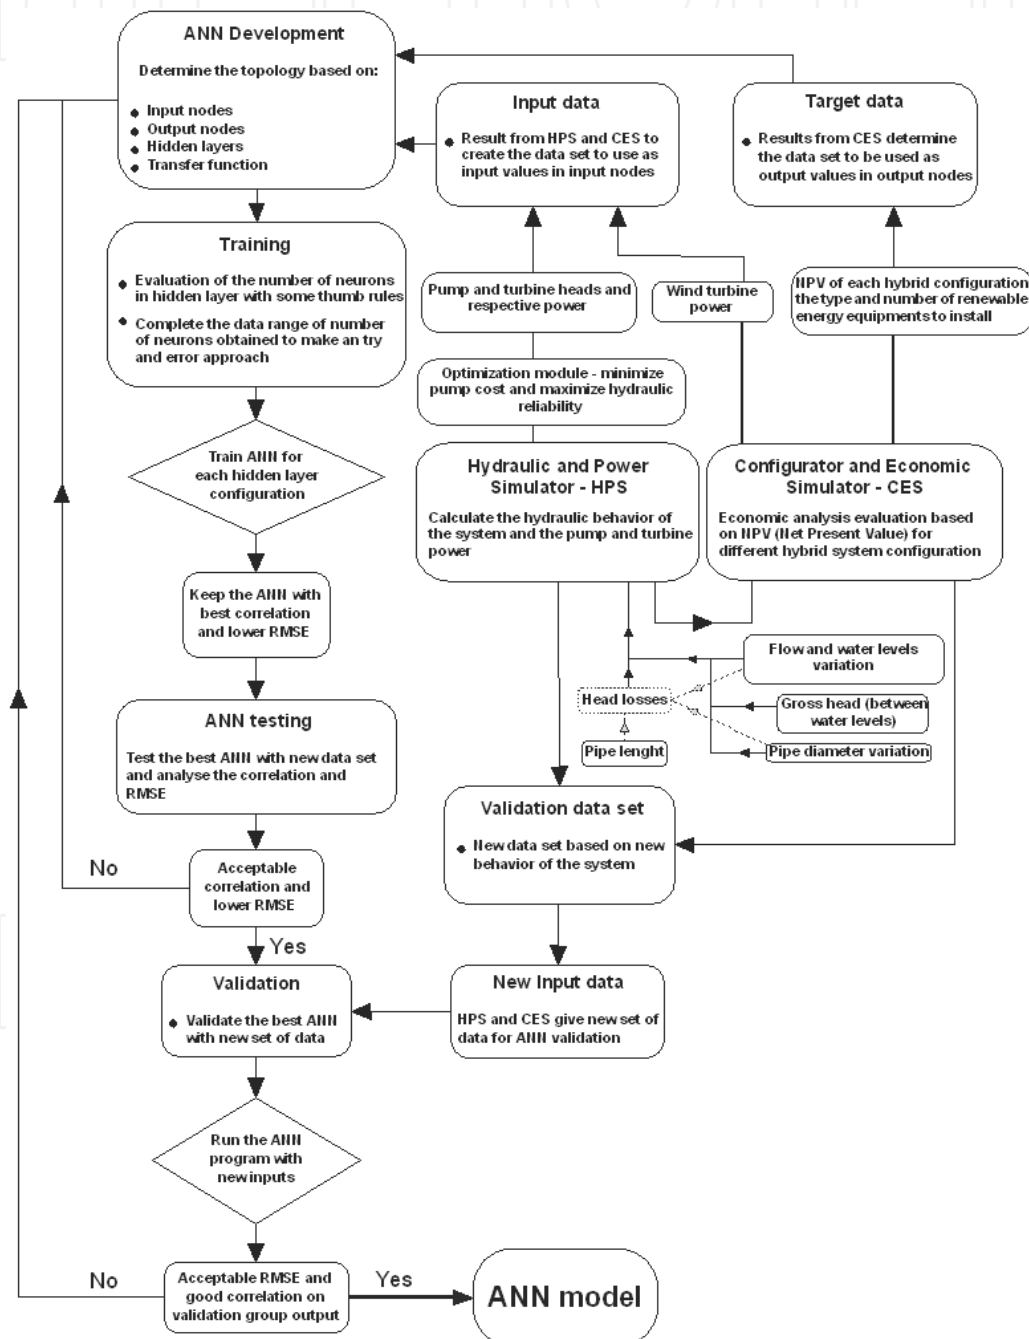 ANN Development
Determine the topology based on:
Input nodes
Output nodes
Hidden layers
Transfer function
Input data
Result from HPS and CES to
create the data set to use as
input values in input nodes
Target data
Results from CES determine
the data set to be used as
output values in output nodes
Training
Evaluation of the number of neurons
in hidden layer with some thumb rules
Complete the data range of number
of neurons obtained to make an try
and error approach
Pump and turbine heads and
respective power
Wind turbine
power
NPV of each hybrid configuration
the type and number of renewable
energy equipments to install
Optimization module - minimize
pump cost and maximize hydraulic
reliability
Train ANN for
each hidden layer
configuration
Hydraulic and Power
Simulator - HPS
Calculate the hydraulic behavior of
the system and the pump and turbine
power
Configurator and Economic
Simulator - CES
Economic analysis evaluation based
on NPV (Net Present Value) for
different hybrid system configuration
Keep the ANN with
best correlation
and lower RMSE
Flow and water levels
variation
Head losses
Gross head (between
water levels)
Pipe lenght
Pipe diameter variation
ANN testing
Test the best ANN with new data set
and analyse the correlation and
RMSE
Validation data set
New data set based on new
behavior of the system
No
Acceptable
correlation and
lower RMSE
Yes
Validation
Validate the best ANN
with new set of data
New Input data
HPS and CES give new set of
data for ANN validation
Run the ANN
program with
new inputs
No
Acceptable RMSE and
good correlation on
validation group output
Yes
ANN model